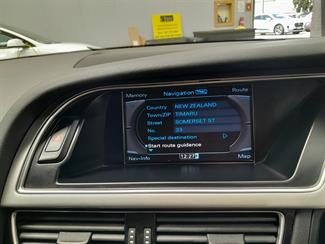 Memory Navigation TMC Route
Country NEW ZEALAND
Town/ZIP TIMARU
Street SOMERSET ST
No. 33
Special destination
Start route guidance
Nav-Info 12:27 Map